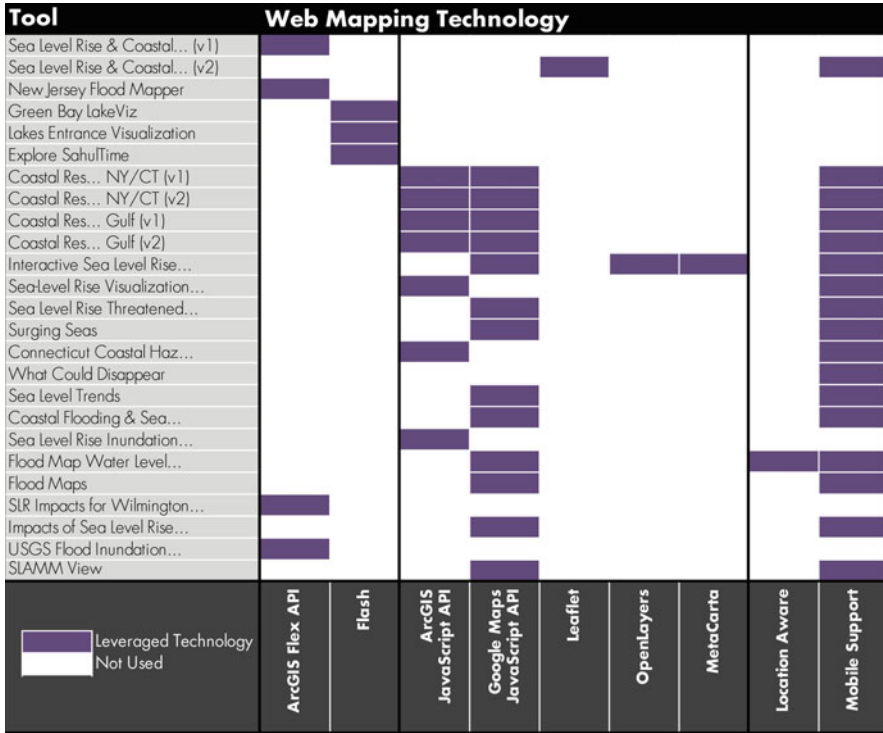 Tool Web Mapping Technology
Sea Level Rise & Coastal... (v1)
Sea Level Rise & Coastal... (v2)
New Jersey Flood Mapper
Green Bay LakeViz
Lakes Entrance Visualization
Explore SahulTime
Coastal Res... NY/CT (v1)
Coastal Res... NY/CT (v2)
Coastal Res... Gulf (v1)
Coastal Res... Gulf (v2)
Interactive Sea Level Rise...
Sea-Level Rise Visualization...
Sea Level Rise Threatened...
Surging Seas
Connecticut Coastal Haz...
What Could Disappear
Sea Level Trends
Coastal Flooding & Sea...
Sea Level Rise Inundation...
Flood Map Water Level...
Flood Maps
SLR Impacts for Wilmington...
Impacts of Sea Level Rise...
USGS Flood Inundation...
SLAMM View
Leveraged Technology
Not Used
ArcGIS Flex API
Flash
ArcGIS
JavaScript API
Google Maps
JavaScript API
Leaflet
OpenLayers
MetaCarta
Location Aware
Mobile Support